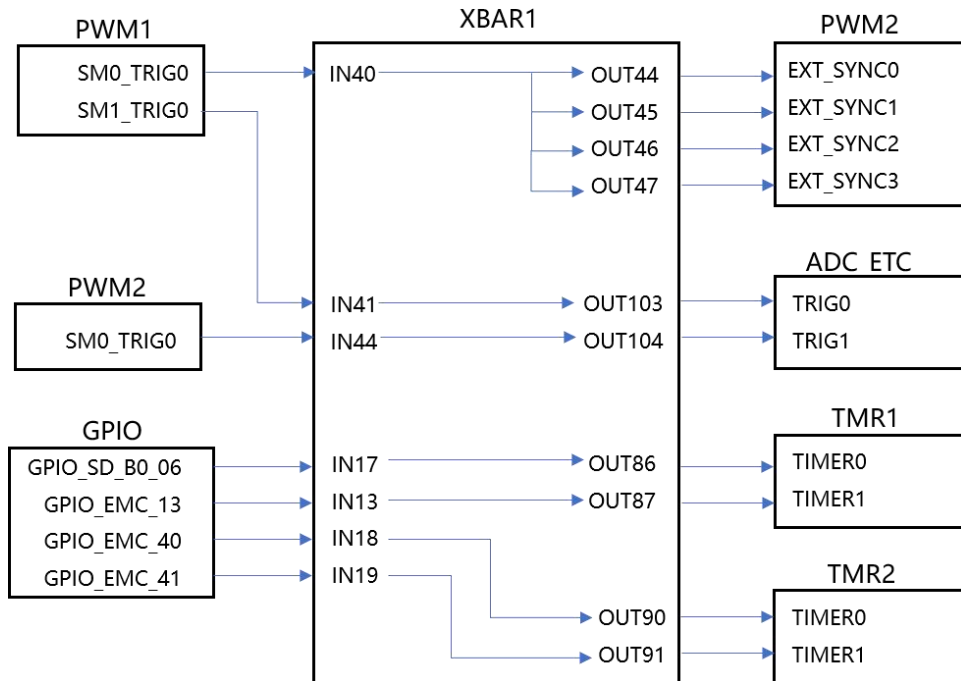 PWM1
SM0_TRIG0
SM1_TRIG0
PWM2
SM0_TRIG0
GPIO
GPIO_SD_B0_06
GPIO_EMC_13
GPIO_EMC_40
GPIO_EMC_41
XBAR1
IN40
OUT44
OUT45
OUT46
OUT47
IN41
OUT103
IN44
OUT104
IN17
OUT86
IN13
OUT87
IN18
IN19
OUT90
OUT91
PWM2
EXT_SYNC0
EXT_SYNC1
EXT_SYNC2
EXT_SYNC3
ADC_ETC
TRIG0
TRIG1
TMR1
TIMER0
TIMER1
TMR2
TIMER0
TIMER1